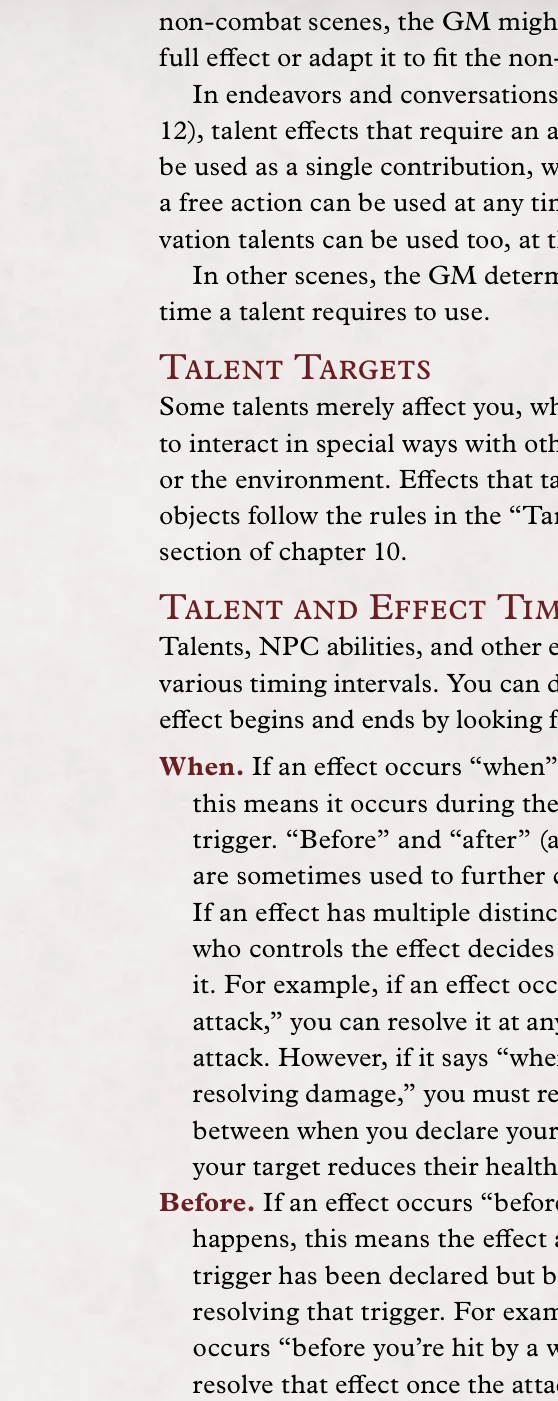 non-combat scenes, the GM migh
full effect or adapt it to fit the non-
In endeavors and conversations
12), talent effects that require an a
be used as a single contribution, w
a free action can be used at any tim
vation talents can be used too, at th
In other scenes, the GM determ
time a talent requires to use.
Talent Targets
Some talents merely affect you, wh
to interact in special ways with oth
or the environment. Effects that ta
objects follow the rules in the “Tar
section of chapter 10.
Talent and Effect Tim
Talents, NPC abilities, and other e
various timing intervals. You can d
effect begins and ends by looking f
When. If an effect occurs “when”
this means it occurs during the
trigger. “Before” and “after” (a
are sometimes used to further c
If an effect has multiple distinc
who controls the effect decides
it. For example, if an effect occ
attack,” you can resolve it at any
attack. However, if it says “whe
resolving damage,” you must re
between when you declare your
your target reduces their health
Before. If an effect occurs “before
happens, this means the effect a
trigger has been declared but b
resolving that trigger. For exam
occurs “before you’re hit by a w
resolve that effect once the atta